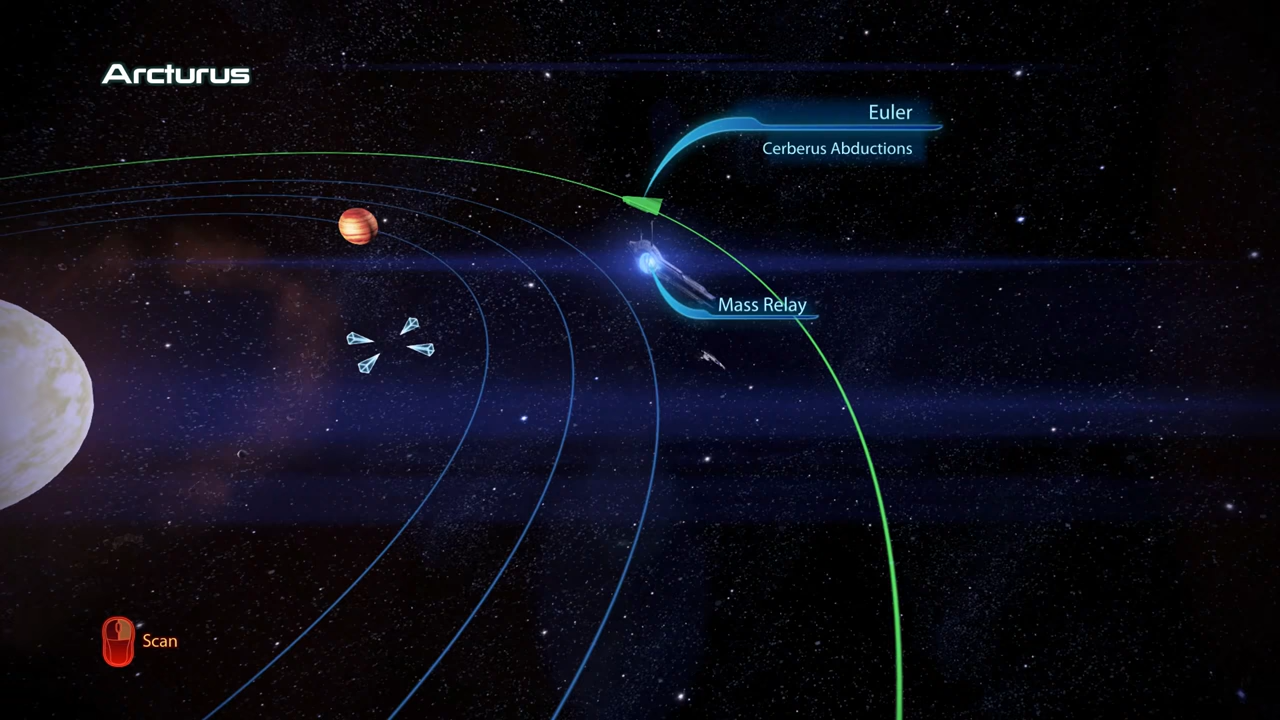 Arcturus
Euler
Cerberus Abductions
Mass Relay
Scan